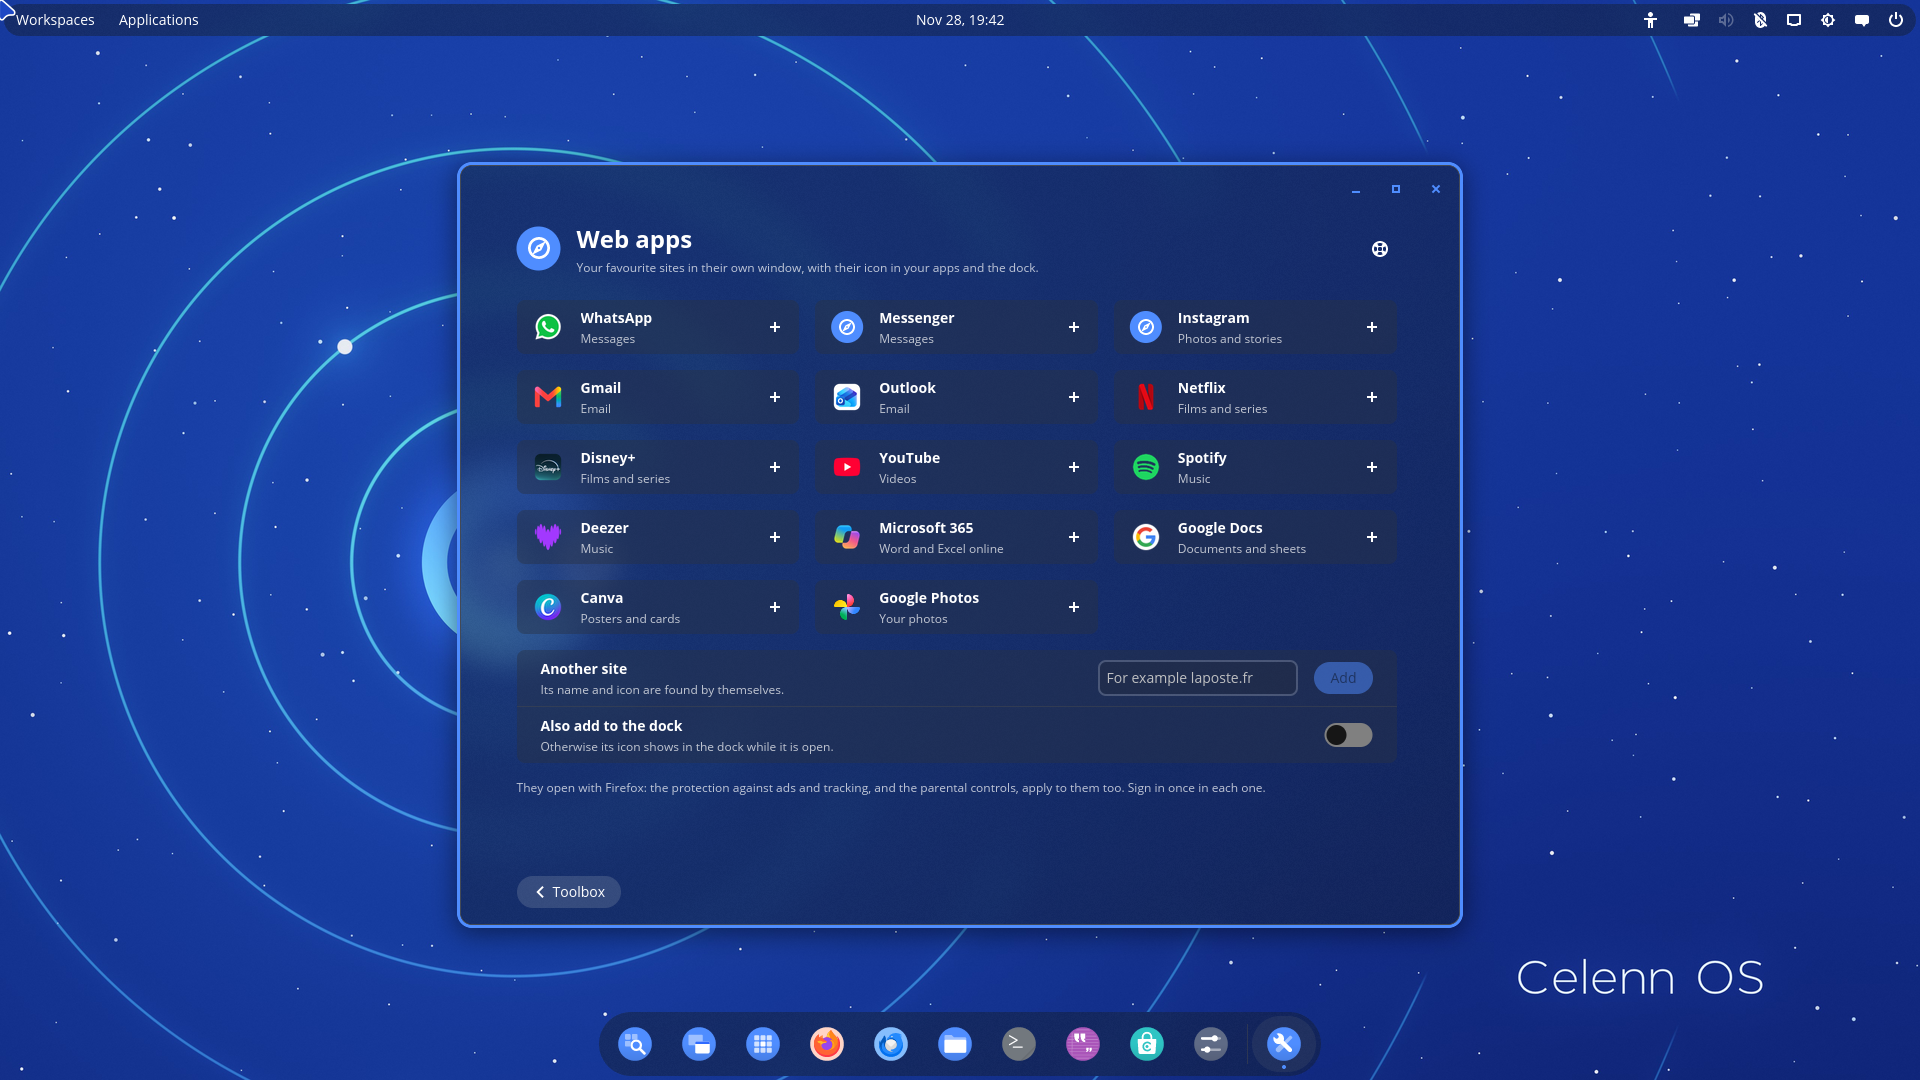 Workspaces
Applications
Nov 28, 19:42
Web apps
Your favourite sites in their own window, with their icon in your apps and the dock.
WhatsApp
Messages
Messenger
Messages
Instagram
Photos and stories
Gmail
Email
Outlook
Email
Netflix
Films and series
Disney+
Films and series
YouTube
Videos
Spotify
Music
Deezer
Music
Microsoft 365
Word and Excel online
Google Docs
Documents and sheets
Canva
Posters and cards
Google Photos
Your photos
Another site
Its name and icon are found by themselves.
For example laposte.fr
Add
Also add to the dock
Otherwise its icon shows in the dock while it is open.
They open with Firefox: the protection against ads and tracking, and the parental controls, apply to them too. Sign in once in each one.
Toolbox
Celenn OS